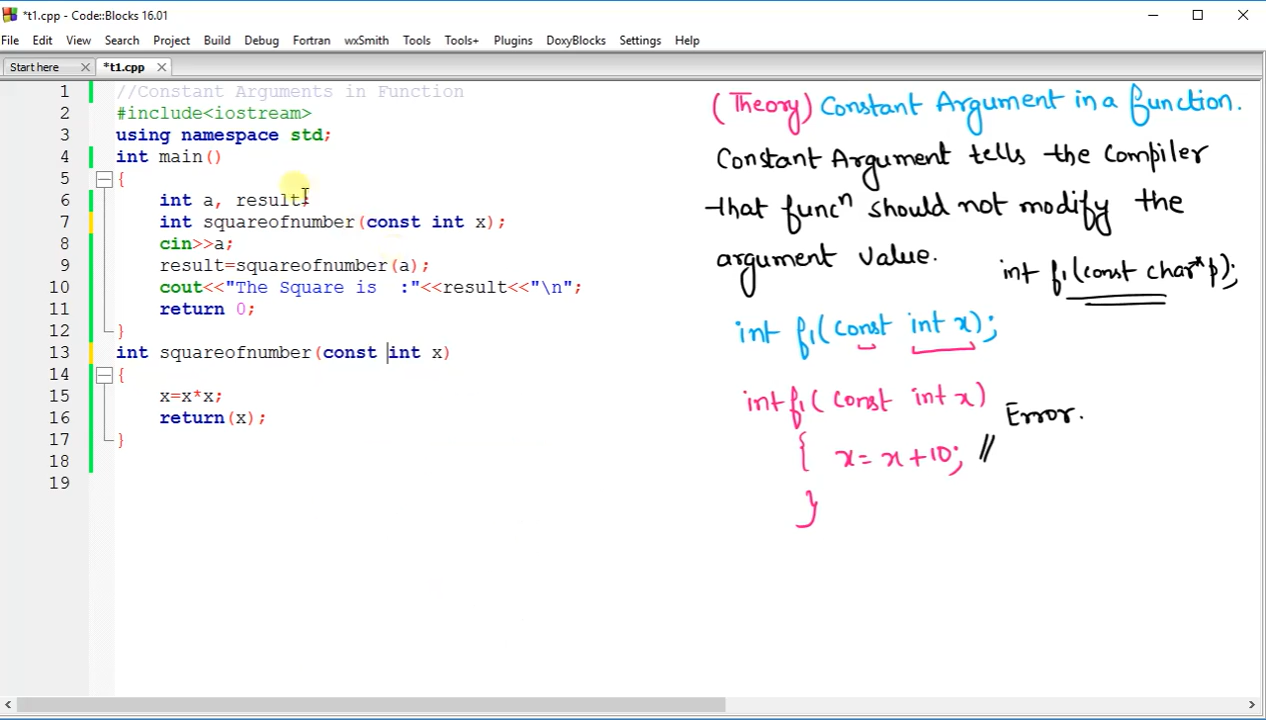 *t1.cpp - Code::Blocks 16.01
File Edit View Search Project Build Debug Fortran wxSmith Tools Tools+ Plugins DoxyBlocks Settings Help
Start here *t1.cpp
1 //Constant Arguments in Function
2 #include<iostream>
3 using namespace std;
4 int main()
5 {
6 int a, result;
7 int squareofnumber(const int x);
8 cin>>a;
9 result=squareofnumber(a);
10 cout<<"The Square is  :"<<result<<"\n";
11 return 0;
12 }
13 int squareofnumber(const int x)
14 {
15 x=x*x;
16 return(x);
17 }
18
19
(Theory) Constant Argument in a function.
Constant Argument tells the Compiler
that funcⁿ should not modify the
argument value.
int f1(const char* p);
int f1(const int x);
int f1(const int x)
Error.
{ x = x + 10; //
}